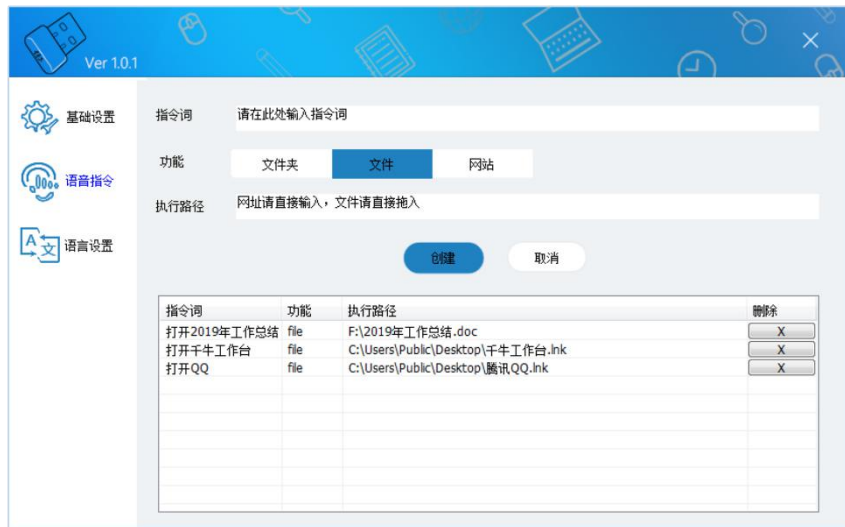 Ver 1.0.1
基础设置
语音指令
语言设置
指令词 请在此处输入指令词
功能 文件夹 文件 网站
执行路径 网址请直接输入，文件请直接拖入
创建 取消
指令词 功能 执行路径 删除
打开2019年工作总结 file F:\2019年工作总结.doc X
打开千牛工作台 file C:\Users\Public\Desktop\千牛工作台.lnk X
打开QQ file C:\Users\Public\Desktop\腾讯QQ.lnk X